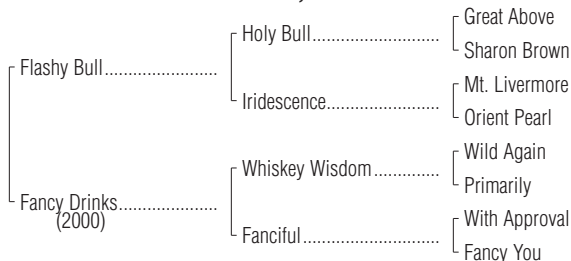 Great Above
Holy Bull
Sharon Brown
Flashy Bull
Mt. Livermore
Iridescence
Orient Pearl
Wild Again
Whiskey Wisdom
Primarily
Fancy Drinks
(2000)
With Approval
Fanciful
Fancy You